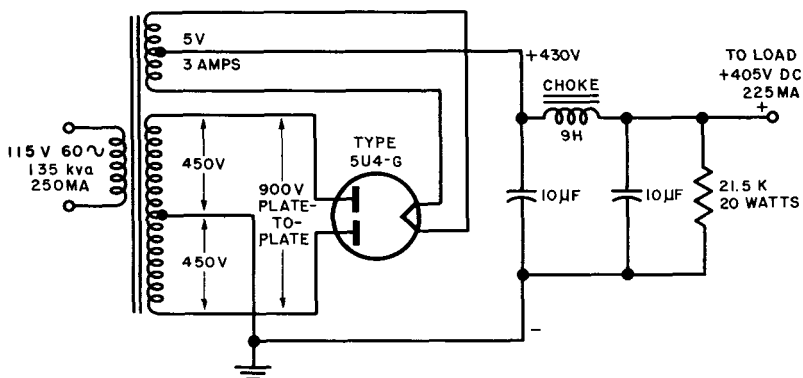 5V
3 AMPS
+430V
TO LOAD
+405V DC
225MA
+
CHOKE
9H
115 V 60~
135 kva
250MA
450V
450V
900V
PLATE-
TO-
PLATE
TYPE
5U4-G
10µF
10µF
21.5 K
20 WATTS
-